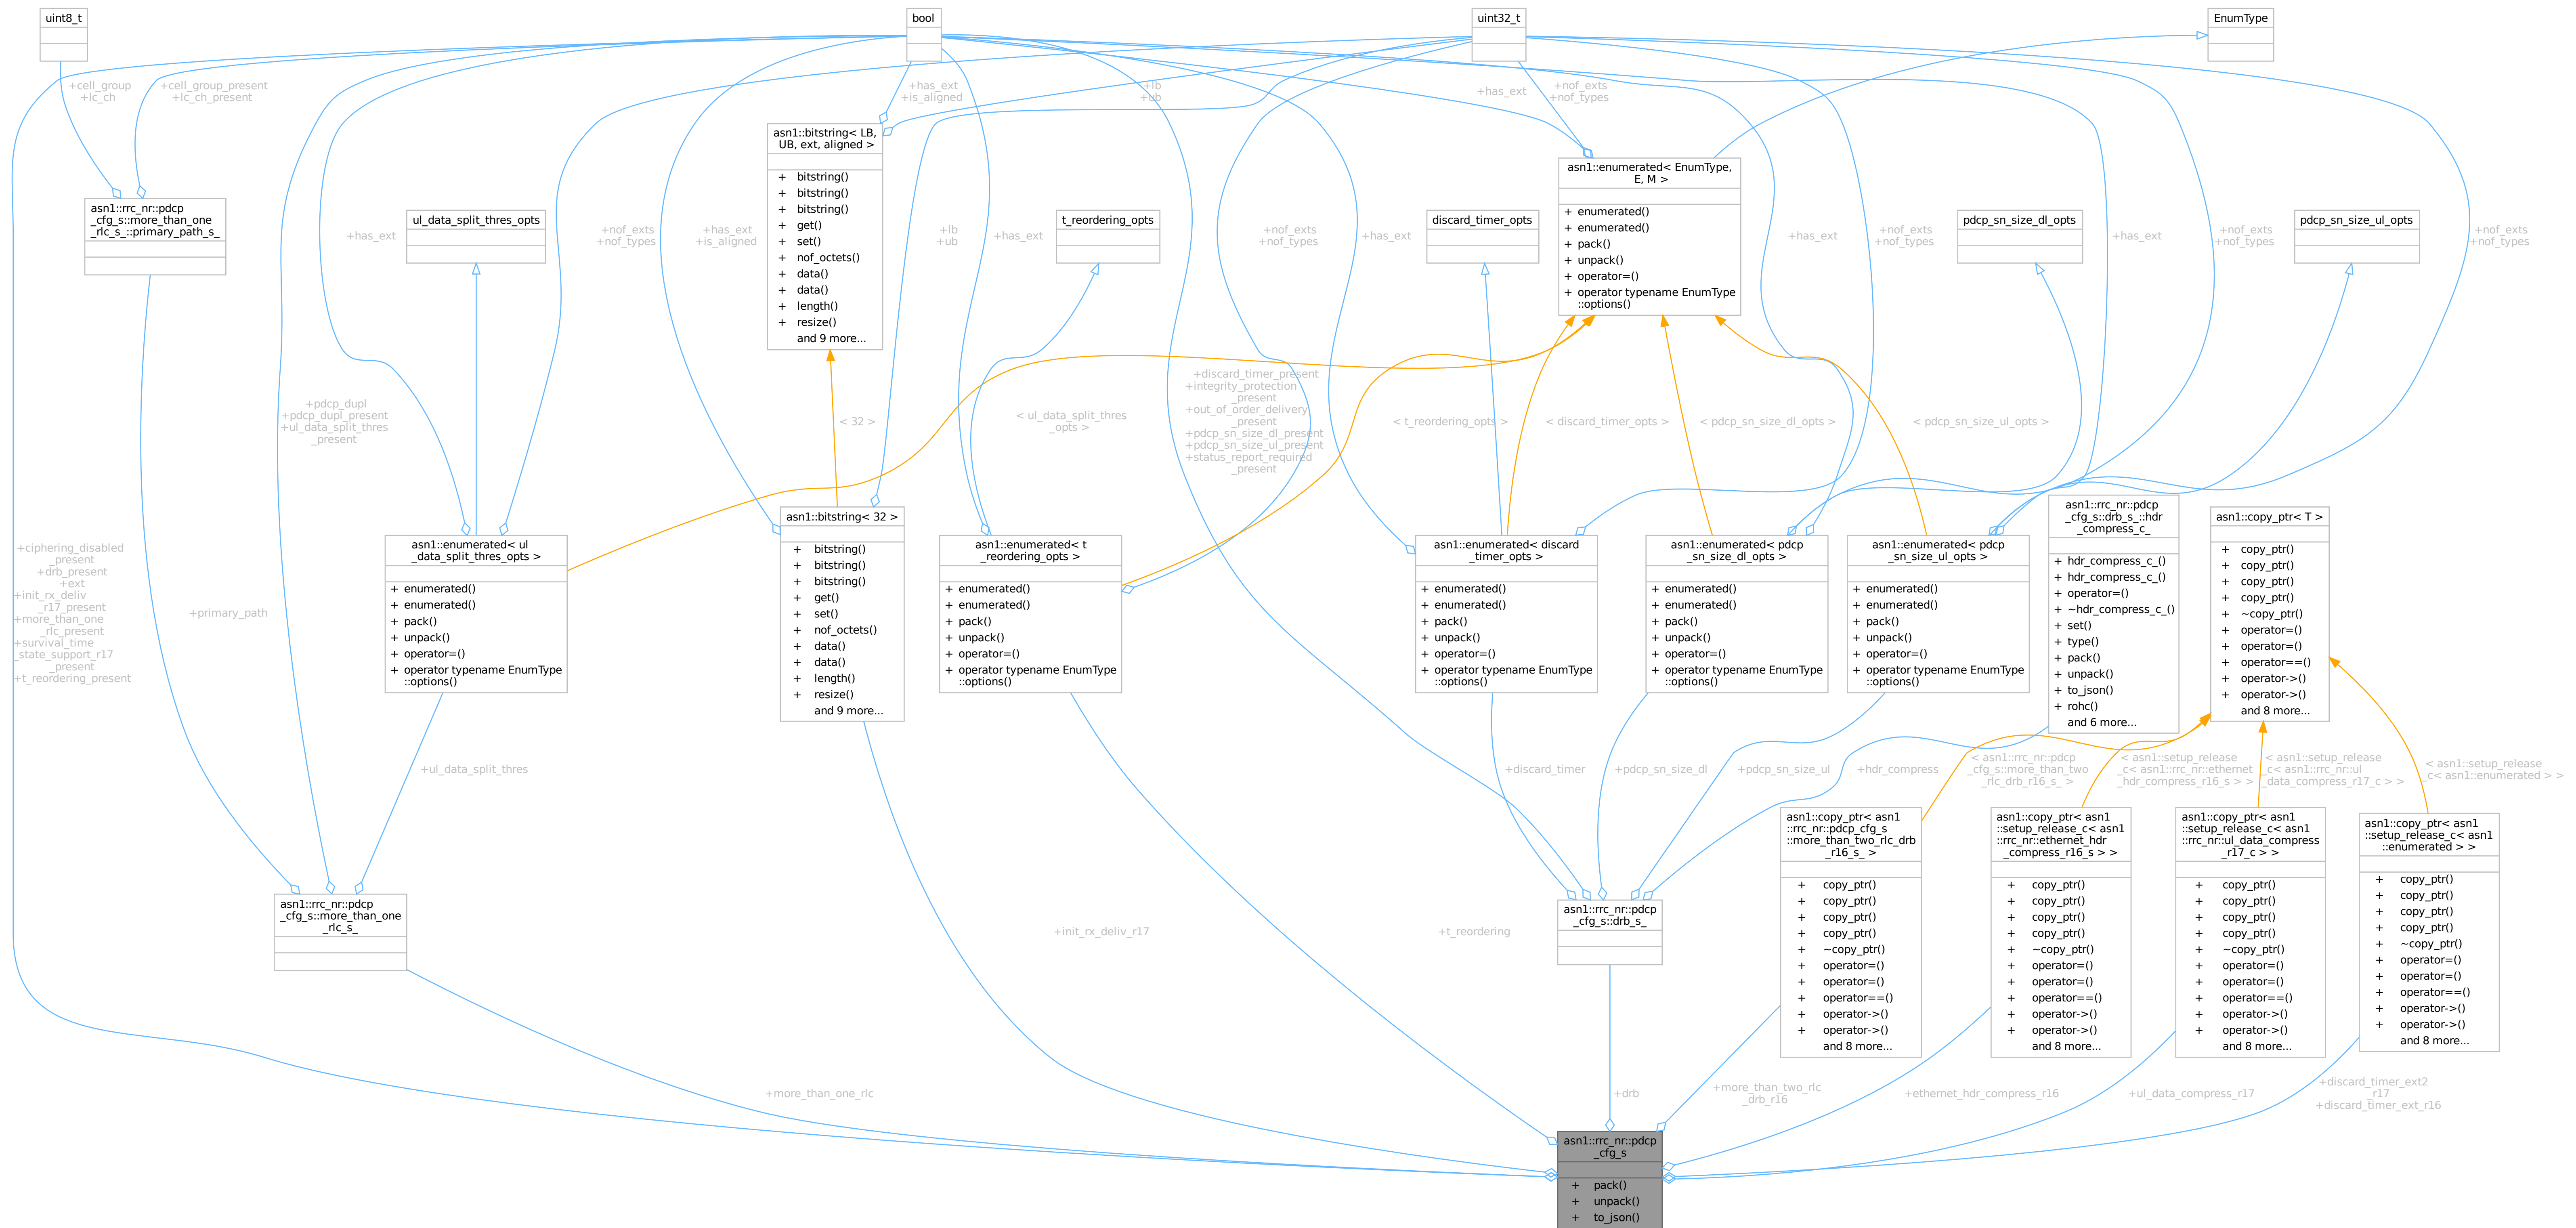 uint8_t
bool
uint32_t
EnumType
+cell_group
+lc_ch
+cell_group_present
+lc_ch_present
+has_ext
+is_aligned
+lb
+ub
+has_ext
+nof_exts
+nof_types
asn1::bitstring< LB,
UB, ext, aligned >
+ bitstring()
+ bitstring()
+ bitstring()
+ get()
+ set()
+ nof_octets()
+ data()
+ data()
+ length()
+ resize()
and 9 more...
asn1::enumerated< EnumType,
E, M >
+ enumerated()
+ enumerated()
+ pack()
+ unpack()
+ operator=()
+ operator typename EnumType
::options()
asn1::rrc_nr::pdcp
_cfg_s::more_than_one
_rlc_s_::primary_path_s_
ul_data_split_thres_opts
t_reordering_opts
discard_timer_opts
pdcp_sn_size_dl_opts
pdcp_sn_size_ul_opts
+has_ext
+nof_exts
+nof_types
+has_ext
+is_aligned
+lb
+ub
+has_ext
+nof_exts
+nof_types
+has_ext
+has_ext
+nof_exts
+nof_types
+has_ext
+nof_exts
+nof_types
+nof_exts
+nof_types
+pdcp_dupl
+pdcp_dupl_present
+ul_data_split_thres
_present
< 32 >
< ul_data_split_thres
_opts >
+discard_timer_present
+integrity_protection
_present
+out_of_order_delivery
_present
+pdcp_sn_size_dl_present
+pdcp_sn_size_ul_present
+status_report_required
_present
< t_reordering_opts >
< discard_timer_opts >
< pdcp_sn_size_dl_opts >
< pdcp_sn_size_ul_opts >
+ciphering_disabled
_present
+drb_present
+ext
+init_rx_deliv
_r17_present
+more_than_one
_rlc_present
+survival_time
_state_support_r17
_present
+t_reordering_present
+primary_path
asn1::enumerated< ul
_data_split_thres_opts >
+ enumerated()
+ enumerated()
+ pack()
+ unpack()
+ operator=()
+ operator typename EnumType
::options()
asn1::bitstring< 32 >
+ bitstring()
+ bitstring()
+ bitstring()
+ get()
+ set()
+ nof_octets()
+ data()
+ data()
+ length()
+ resize()
and 9 more...
asn1::enumerated< t
_reordering_opts >
+ enumerated()
+ enumerated()
+ pack()
+ unpack()
+ operator=()
+ operator typename EnumType
::options()
asn1::enumerated< discard
_timer_opts >
+ enumerated()
+ enumerated()
+ pack()
+ unpack()
+ operator=()
+ operator typename EnumType
::options()
asn1::enumerated< pdcp
_sn_size_dl_opts >
+ enumerated()
+ enumerated()
+ pack()
+ unpack()
+ operator=()
+ operator typename EnumType
::options()
asn1::enumerated< pdcp
_sn_size_ul_opts >
+ enumerated()
+ enumerated()
+ pack()
+ unpack()
+ operator=()
+ operator typename EnumType
::options()
asn1::rrc_nr::pdcp
_cfg_s::drb_s_::hdr
_compress_c_
+ hdr_compress_c_()
+ hdr_compress_c_()
+ operator=()
+ ~hdr_compress_c_()
+ set()
+ type()
+ pack()
+ unpack()
+ to_json()
+ rohc()
and 6 more...
asn1::copy_ptr< T >
+ copy_ptr()
+ copy_ptr()
+ copy_ptr()
+ copy_ptr()
+ ~copy_ptr()
+ operator=()
+ operator=()
+ operator==()
+ operator->()
+ operator->()
and 8 more...
+ul_data_split_thres
+discard_timer
+pdcp_sn_size_dl
+pdcp_sn_size_ul
+hdr_compress
< asn1::rrc_nr::pdcp
_cfg_s::more_than_two
_rlc_drb_r16_s_ >
< asn1::setup_release
_c< asn1::rrc_nr::ethernet
_hdr_compress_r16_s > >
< asn1::setup_release
_c< asn1::rrc_nr::ul
_data_compress_r17_c > >
< asn1::setup_release
_c< asn1::enumerated > >
asn1::rrc_nr::pdcp
_cfg_s::more_than_one
_rlc_s_
asn1::rrc_nr::pdcp
_cfg_s::drb_s_
asn1::copy_ptr< asn1
::rrc_nr::pdcp_cfg_s
::more_than_two_rlc_drb
_r16_s_ >
+ copy_ptr()
+ copy_ptr()
+ copy_ptr()
+ copy_ptr()
+ ~copy_ptr()
+ operator=()
+ operator=()
+ operator==()
+ operator->()
+ operator->()
and 8 more...
asn1::copy_ptr< asn1
::setup_release_c< asn1
::rrc_nr::ethernet_hdr
_compress_r16_s > >
+ copy_ptr()
+ copy_ptr()
+ copy_ptr()
+ copy_ptr()
+ ~copy_ptr()
+ operator=()
+ operator=()
+ operator==()
+ operator->()
+ operator->()
and 8 more...
asn1::copy_ptr< asn1
::setup_release_c< asn1
::rrc_nr::ul_data_compress
_r17_c > >
+ copy_ptr()
+ copy_ptr()
+ copy_ptr()
+ copy_ptr()
+ ~copy_ptr()
+ operator=()
+ operator=()
+ operator==()
+ operator->()
+ operator->()
and 8 more...
asn1::copy_ptr< asn1
::setup_release_c< asn1
::enumerated > >
+ copy_ptr()
+ copy_ptr()
+ copy_ptr()
+ copy_ptr()
+ ~copy_ptr()
+ operator=()
+ operator=()
+ operator==()
+ operator->()
+ operator->()
and 8 more...
+init_rx_deliv_r17
+t_reordering
+more_than_one_rlc
+drb
+more_than_two_rlc
_drb_r16
+ethernet_hdr_compress_r16
+ul_data_compress_r17
+discard_timer_ext2
_r17
+discard_timer_ext_r16
asn1::rrc_nr::pdcp
_cfg_s
+ pack()
+ unpack()
+ to_json()